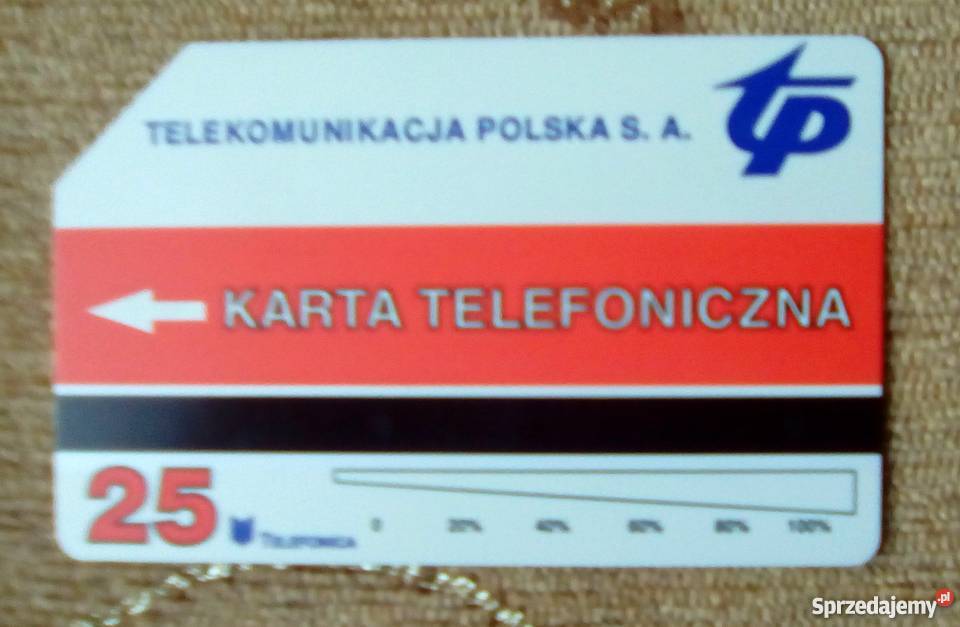 TELEKOMUNIKACJA POLSKA S. A.
tp
KARTA TELEFONICZNA
25
TELEFONICA
0 20% 40% 60% 80% 100%
Sprzedajemy.pl